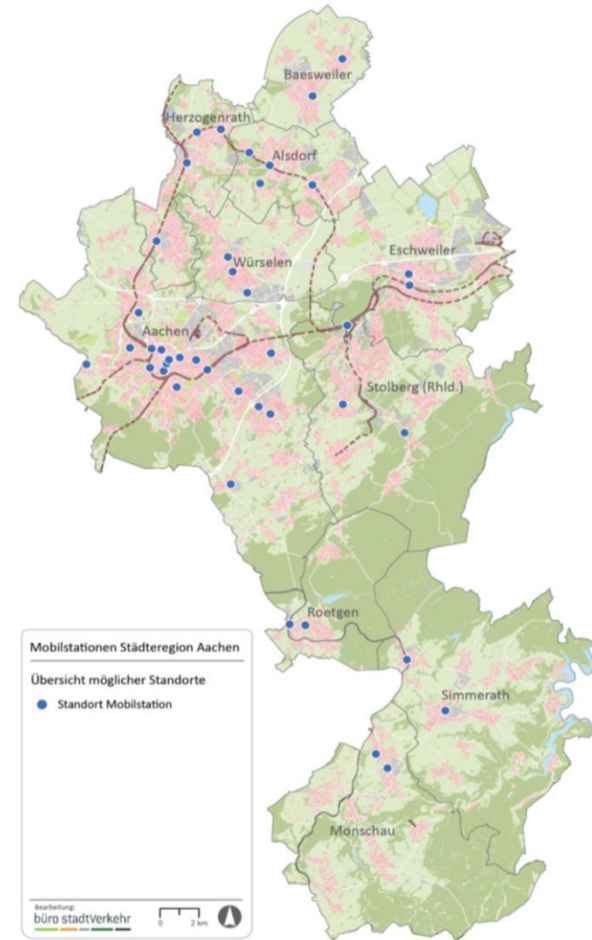 Baesweiler
Herzogenrath
Alsdorf
Eschweiler
Würselen
Aachen
Stolberg (Rhld.)
Roetgen
Simmerath
Monschau
Mobilstationen Städteregion Aachen
Übersicht möglicher Standorte
Standort Mobilstation
Bearbeitung:
büro stadtVerkehr
0 2 km